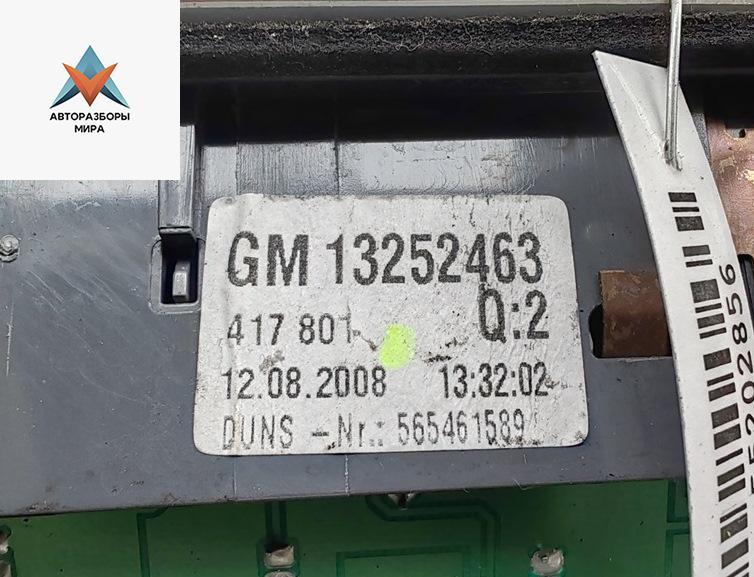 АВТОРАЗБОРЫ
МИРА
GM 13252463
417 801
Q:2
12.08.2008 13:32:02
DUNS -Nr.: 565461589